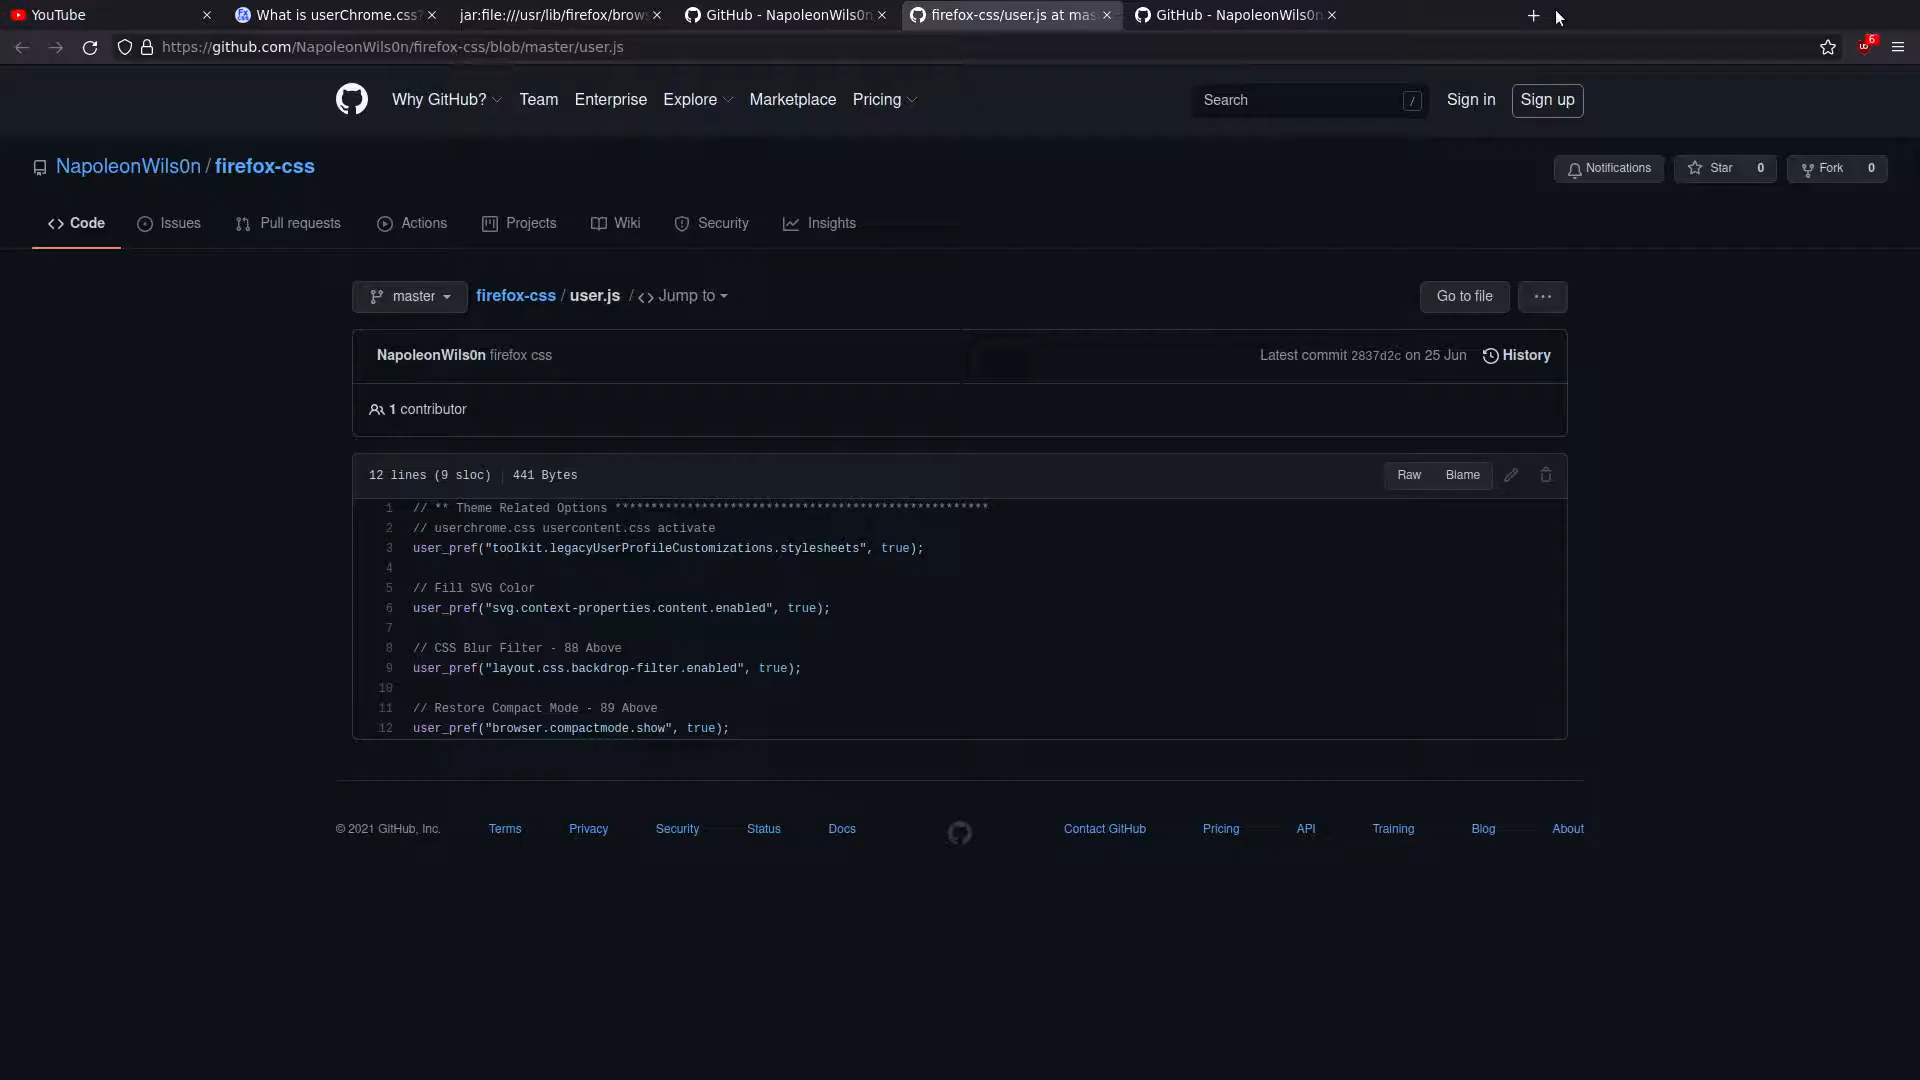 YouTube
What is userChrome.css?
jar:file:///usr/lib/firefox/brow
GitHub - NapoleonWils0n
firefox-css/user.js at mas
GitHub - NapoleonWils0n
https://github.com/NapoleonWils0n/firefox-css/blob/master/user.js
6
Why GitHub? Team Enterprise Explore Marketplace Pricing
Search /
Sign in Sign up
NapoleonWils0n / firefox-css
Notifications Star 0 Fork 0
Code Issues Pull requests Actions Projects Wiki Security Insights
master firefox-css / user.js / <> Jump to
Go to file ...
NapoleonWils0n firefox css
Latest commit 2837d2c on 25 Jun History
1 contributor
12 lines (9 sloc) | 441 Bytes
Raw Blame
1 // ** Theme Related Options ****************************************************
2 // userchrome.css usercontent.css activate
3 user_pref("toolkit.legacyUserProfileCustomizations.stylesheets", true);
4
5 // Fill SVG Color
6 user_pref("svg.context-properties.content.enabled", true);
7
8 // CSS Blur Filter - 88 Above
9 user_pref("layout.css.backdrop-filter.enabled", true);
10
11 // Restore Compact Mode - 89 Above
12 user_pref("browser.compactmode.show", true);
© 2021 GitHub, Inc. Terms Privacy Security Status Docs Contact GitHub Pricing API Training Blog About